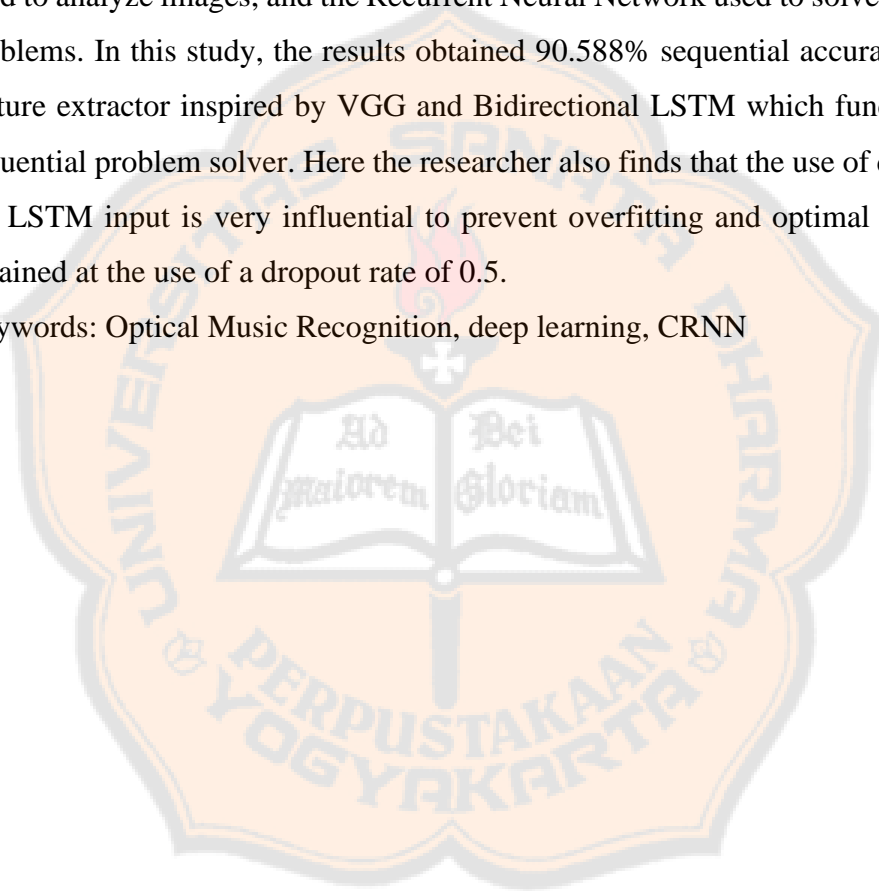 to analyze images, and the Recurrent Neural Network used to solve
blems. In this study, the results obtained 90.588% sequential accura
ture extractor inspired by VGG and Bidirectional LSTM which fun
uential problem solver. Here the researcher also finds that the use of
LSTM input is very influential to prevent overfitting and optimal
ained at the use of a dropout rate of 0.5.
ywords: Optical Music Recognition, deep learning, CRNN
UNIVERSITAS SANATA DHARMA
Ad Dei
Maiorem Gloriam
PERPUSTAKAAN
YOGYAKARTA